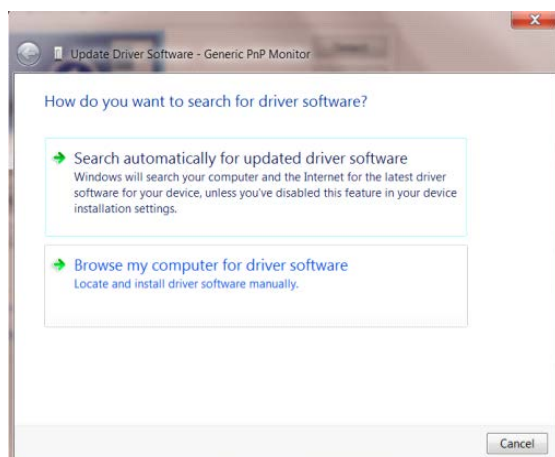 Update Driver Software - Generic PnP Monitor
How do you want to search for driver software?
Search automatically for updated driver software
Windows will search your computer and the Internet for the latest driver
software for your device, unless you've disabled this feature in your device
installation settings.
Browse my computer for driver software
Locate and install driver software manually.
Cancel